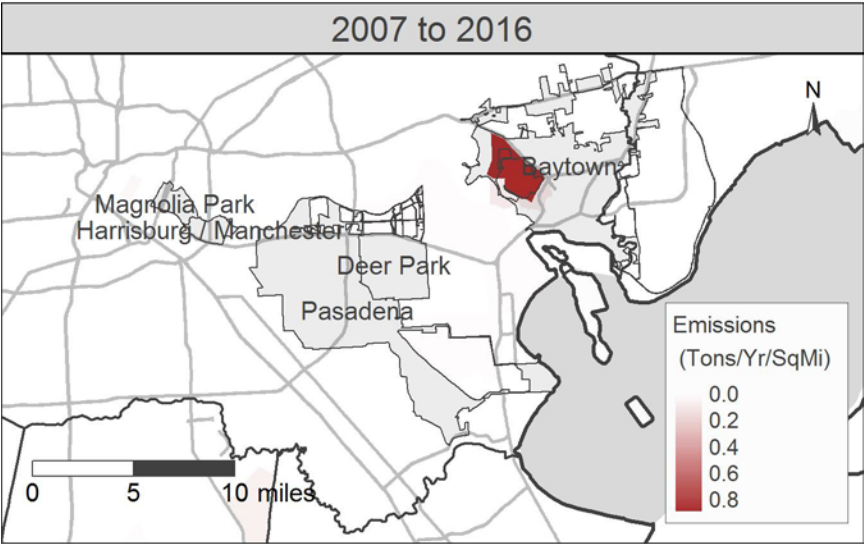 2007 to 2016
N
Baytown
Magnolia Park
Harrisburg / Manchester
Deer Park
Pasadena
Emissions
(Tons/Yr/SqMi)
0.0
0.2
0.4
0.6
0.8
0 5 10 miles